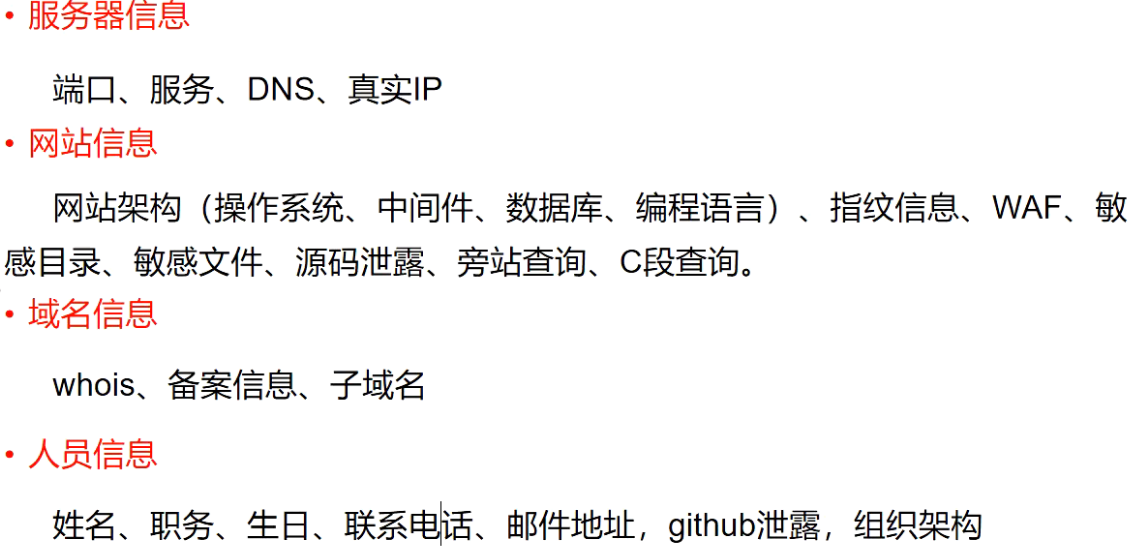 • 服务器信息
端口、服务、DNS、真实IP
• 网站信息
网站架构（操作系统、中间件、数据库、编程语言）、指纹信息、WAF、敏
感目录、敏感文件、源码泄露、旁站查询、C段查询。
• 域名信息
whois、备案信息、子域名
• 人员信息
姓名、职务、生日、联系电话、邮件地址，github泄露，组织架构